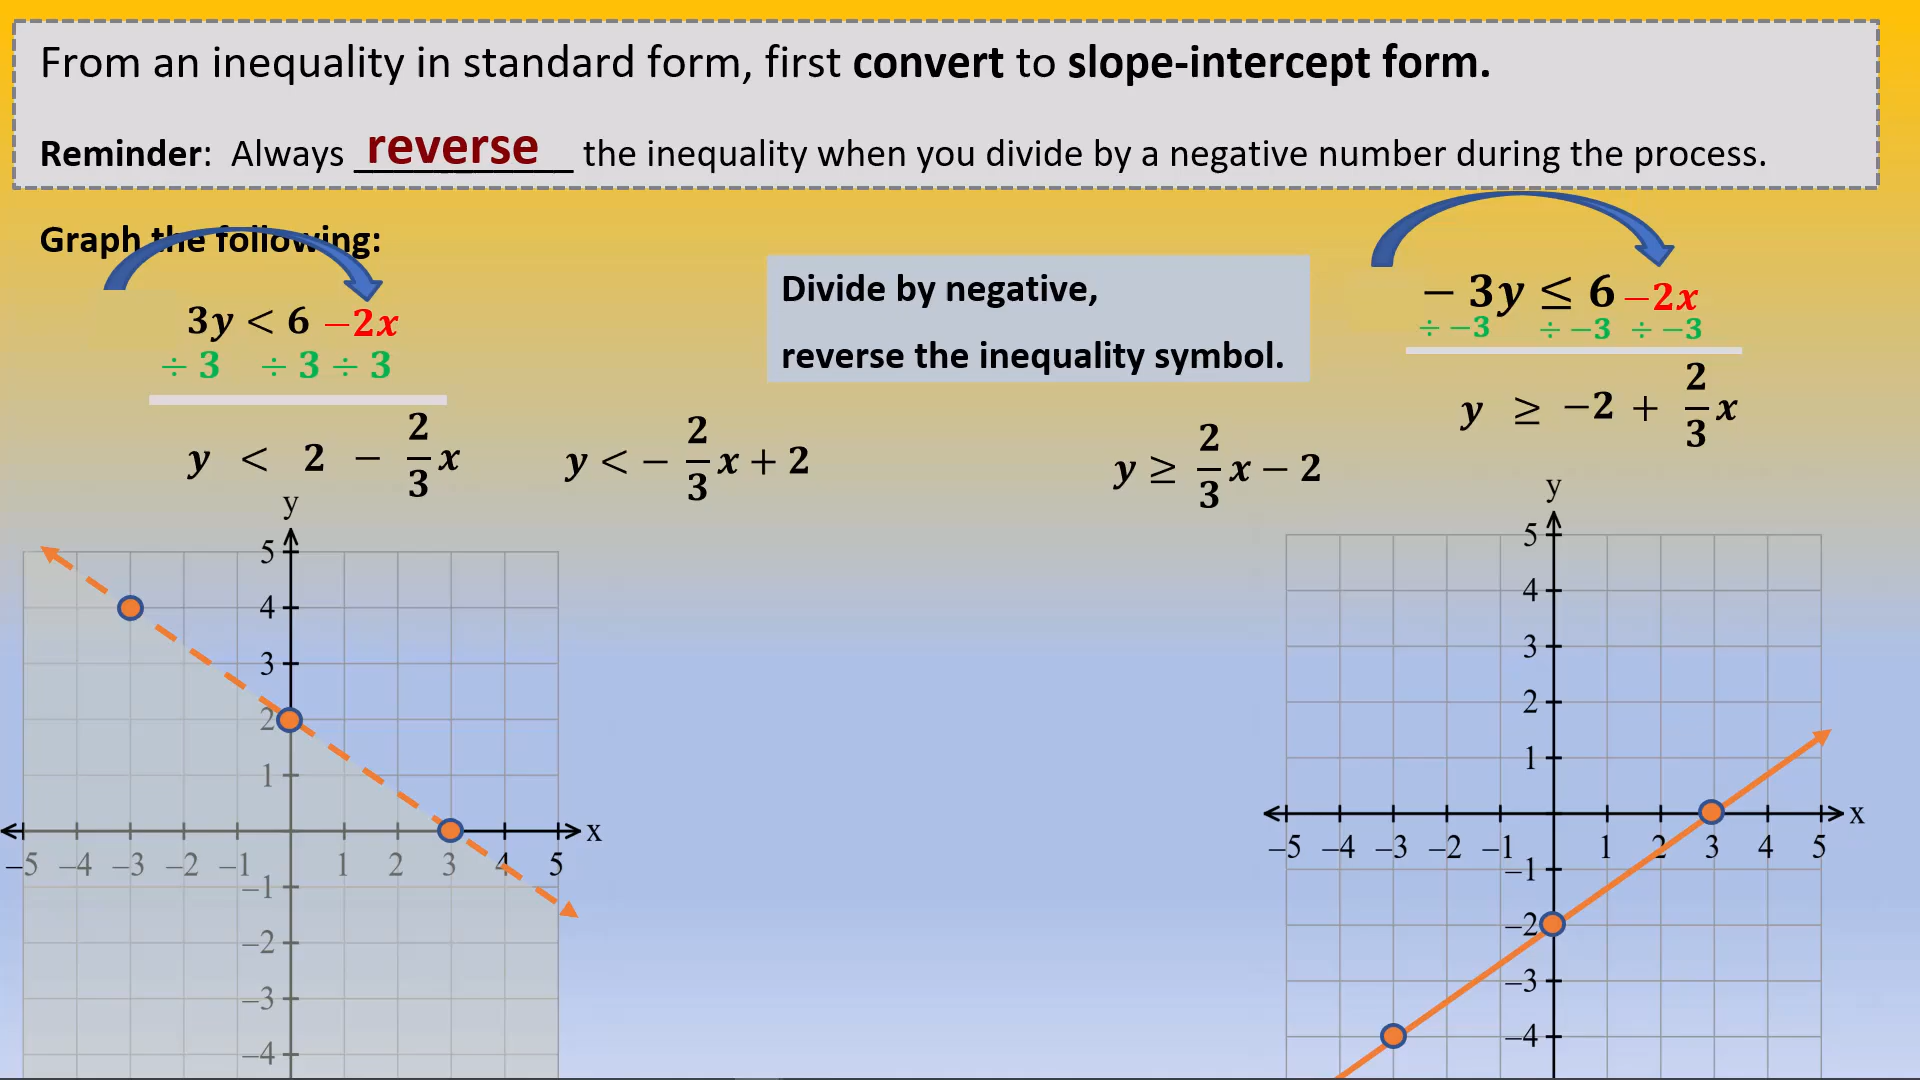 From an inequality in standard form, first convert to slope-intercept form.
Reminder: Always reverse the inequality when you divide by a negative number during the process.
Graph the following:
3y < 6 −2x
÷ 3 ÷ 3 ÷ 3
y < 2 − 2/3 x
y < − 2/3 x + 2
Divide by negative,
reverse the inequality symbol.
− 3y ≤ 6 −2x
÷ −3 ÷ −3 ÷ −3
y ≥ −2 + 2/3 x
y ≥ 2/3 x − 2
y
5
4
3
2
1
x
−5 −4 −3 −2 −1 1 2 3 4 5
−1
−2
−3
−4
y
5
4
3
2
1
x
−5 −4 −3 −2 −1 1 2 3 4 5
−1
−2
−3
−4